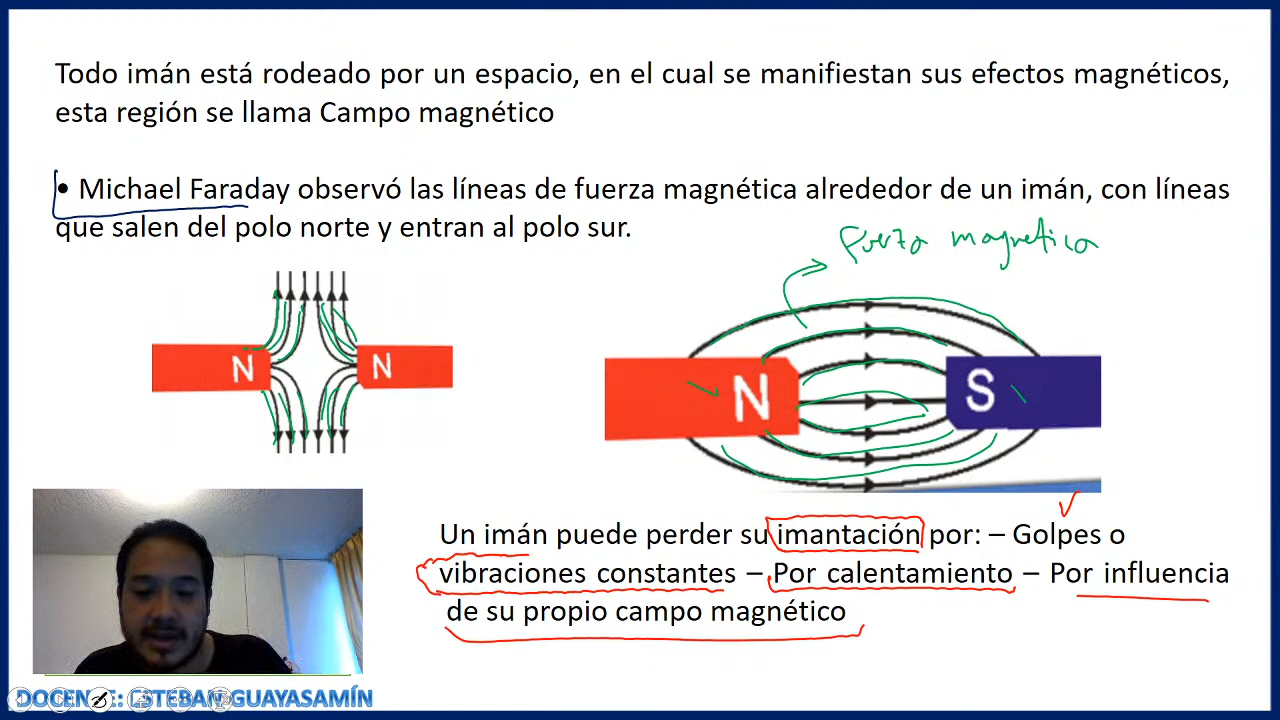 Todo imán está rodeado por un espacio, en el cual se manifiestan sus efectos magnéticos,
esta región se llama Campo magnético
• Michael Faraday observó las líneas de fuerza magnética alrededor de un imán, con líneas
que salen del polo norte y entran al polo sur.
fuerza magnetica
N N
N S
Un imán puede perder su imantación por: – Golpes o
vibraciones constantes – Por calentamiento – Por influencia
de su propio campo magnético
DOCENTE: ESTEBAN GUAYASAMÍN